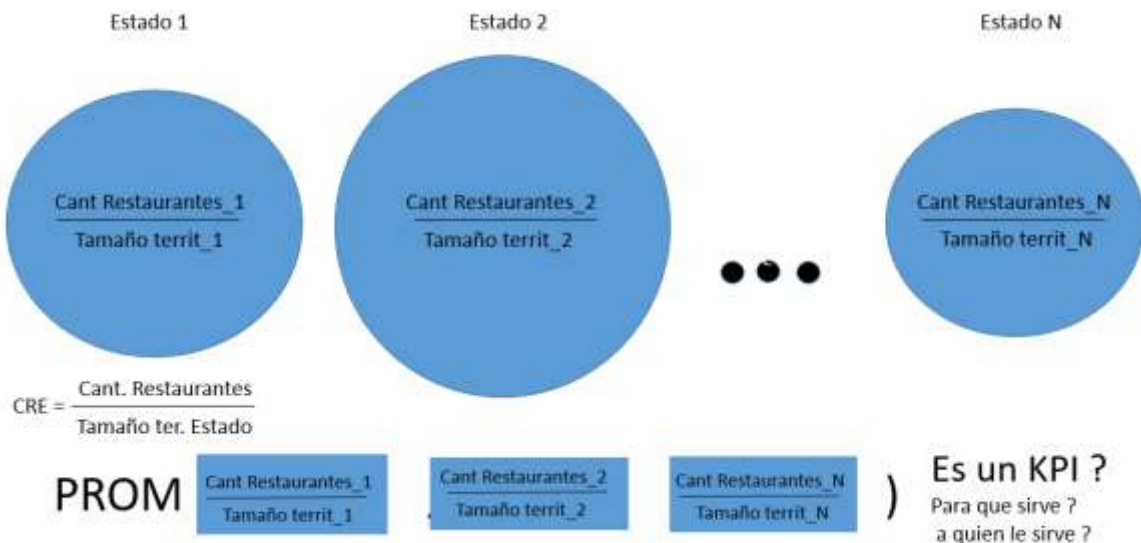 Estado 1
Estado 2
Estado N
Cant Restaurantes_1
Tamaño territ_1
Cant Restaurantes_2
Tamaño territ_2
Cant Restaurantes_N
Tamaño territ_N
CRE = Cant. Restaurantes
Tamaño ter. Estado
PROM
Cant Restaurantes_1
Tamaño territ_1
,
Cant Restaurantes_2
Tamaño territ_2
Cant Restaurantes_N
Tamaño territ_N
)
Es un KPI ?
Para que sirve ?
a quien le sirve ?